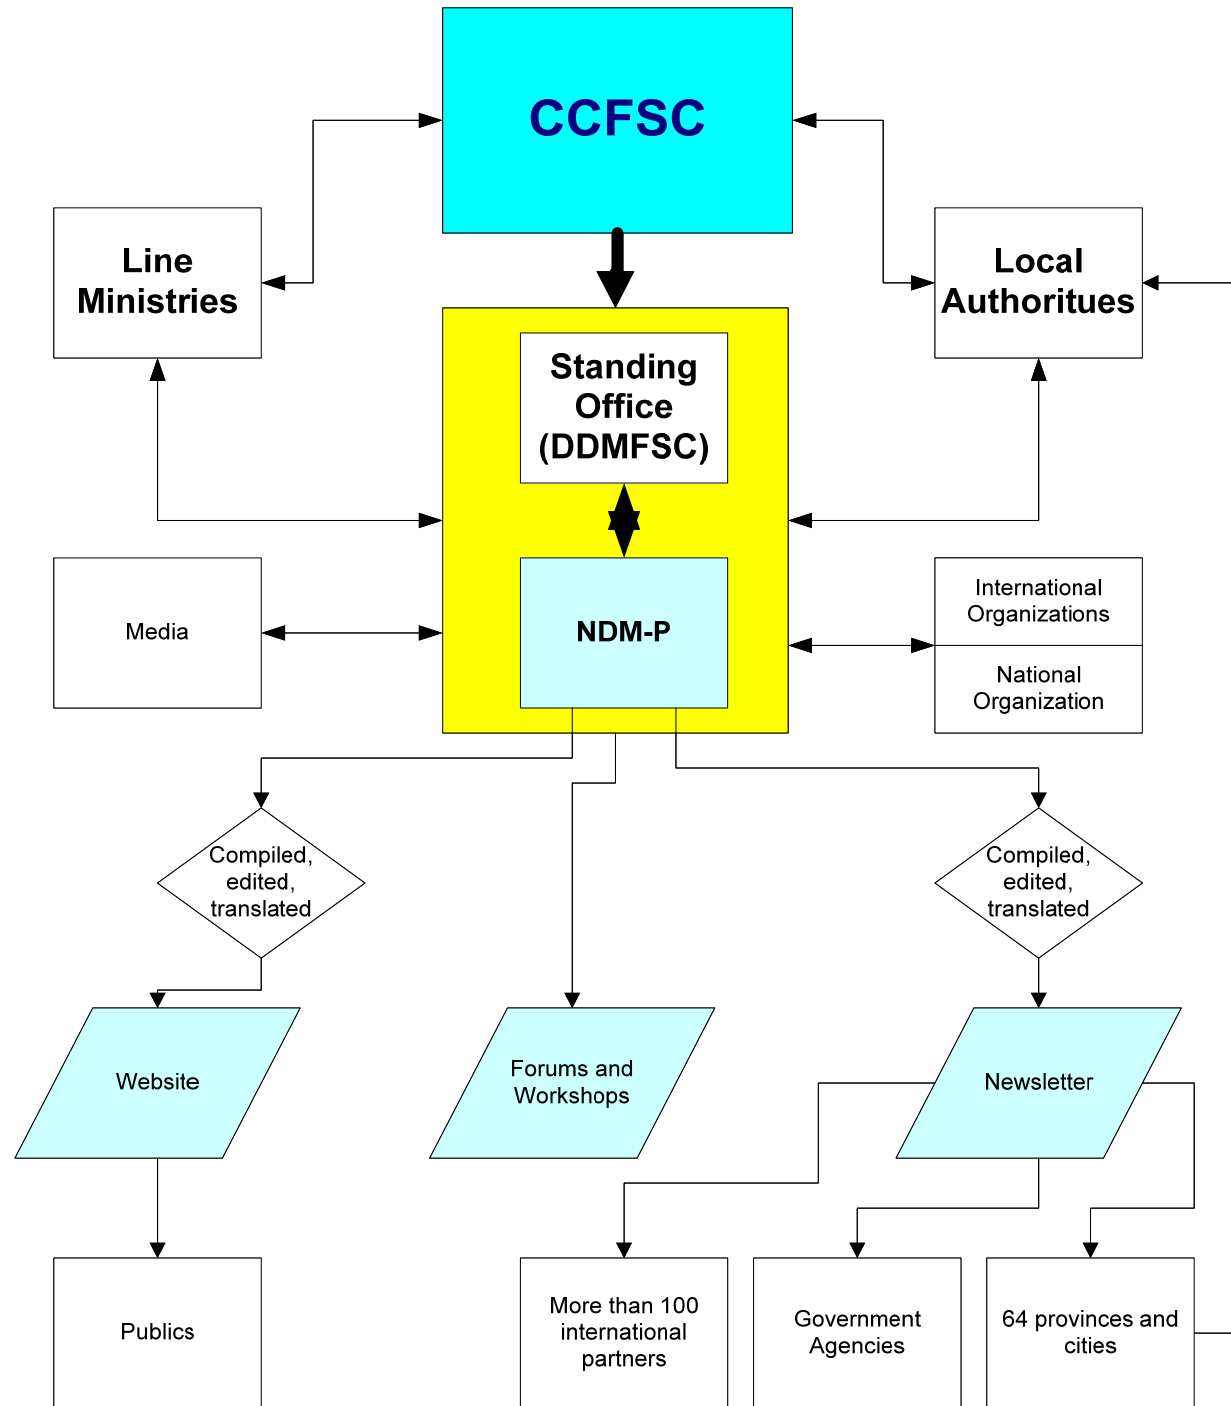 CCFSC
Line
Ministries
Local
Authoritues
Standing
Office
(DDMFSC)
Media
NDM-P
International
Organizations
National
Organization
Compiled,
edited,
translated
Compiled,
edited,
translated
Website
Forums and
Workshops
Newsletter
Publics
More than 100
international
partners
Government
Agencies
64 provinces and
cities